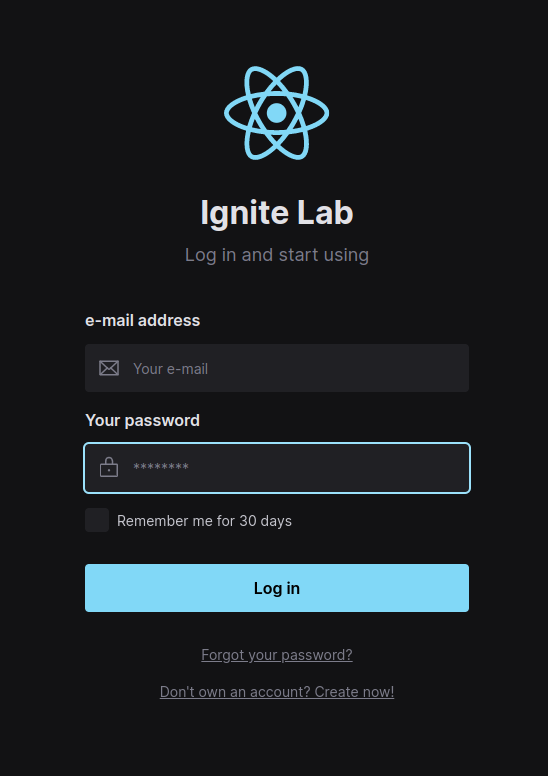 Ignite Lab
Log in and start using
e-mail address
Your e-mail
Your password
********
Remember me for 30 days
Log in
Forgot your password?
Don't own an account? Create now!